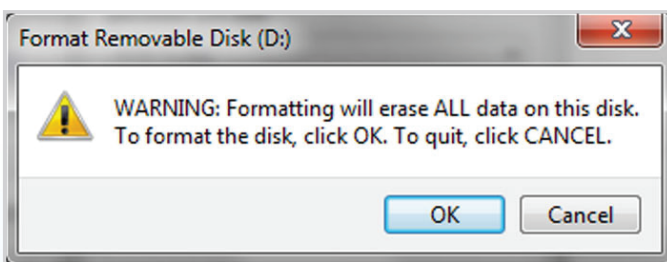 Format Removable Disk (D:)
WARNING: Formatting will erase ALL data on this disk.
To format the disk, click OK. To quit, click CANCEL.
OK Cancel